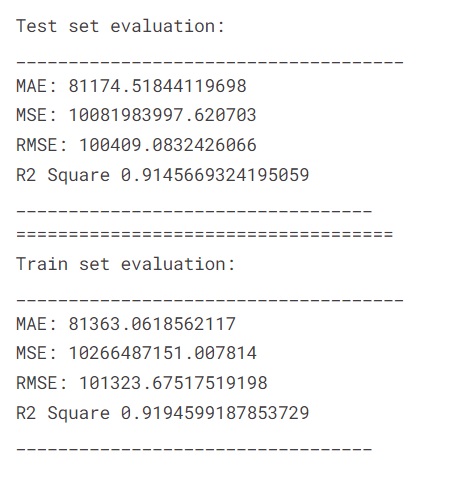 Test set evaluation:
_____________________________________
MAE: 81174.51844119698
MSE: 10081983997.620703
RMSE: 100409.0832426066
R2 Square 0.9145669324195059
__________________________________
====================================
Train set evaluation:
_____________________________________
MAE: 81363.0618562117
MSE: 10266487151.007814
RMSE: 101323.67517519198
R2 Square 0.9194599187853729
__________________________________